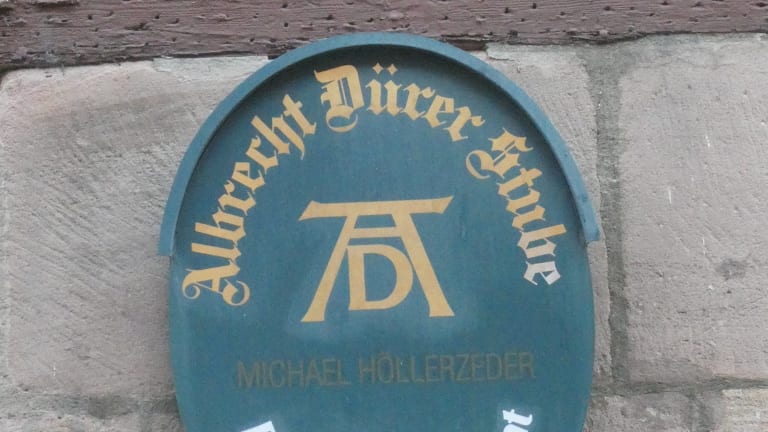 Albrecht Dürer Stube
AD
MICHAEL HÖLLERZEDER